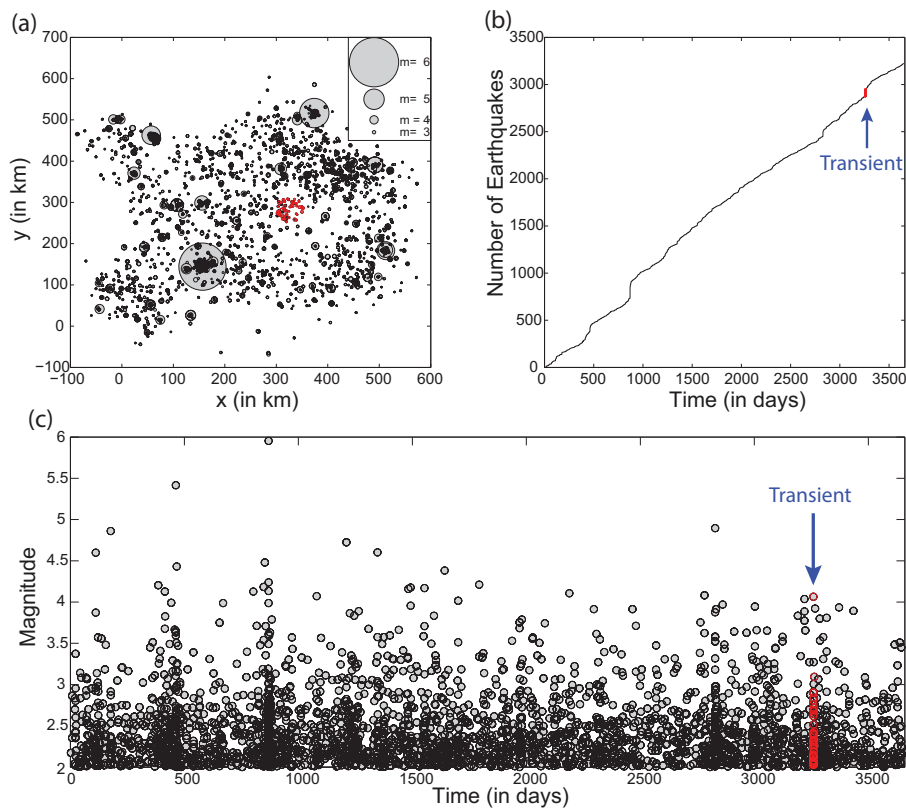 (a)
700
600
500
400
300
200
100
0
−100
y (in km)
−100 0 100 200 300 400 500 600
x (in km)
m= 6
m= 5
m = 4
m= 3
(b)
3500
3000
2500
2000
1500
1000
500
0
Number of Earthquakes
0 500 1000 1500 2000 2500 3000 3500
Time (in days)
Transient
(c)
6
5.5
5
4.5
4
3.5
3
2.5
2
Magnitude
0 500 1000 1500 2000 2500 3000 3500
Time (in days)
Transient